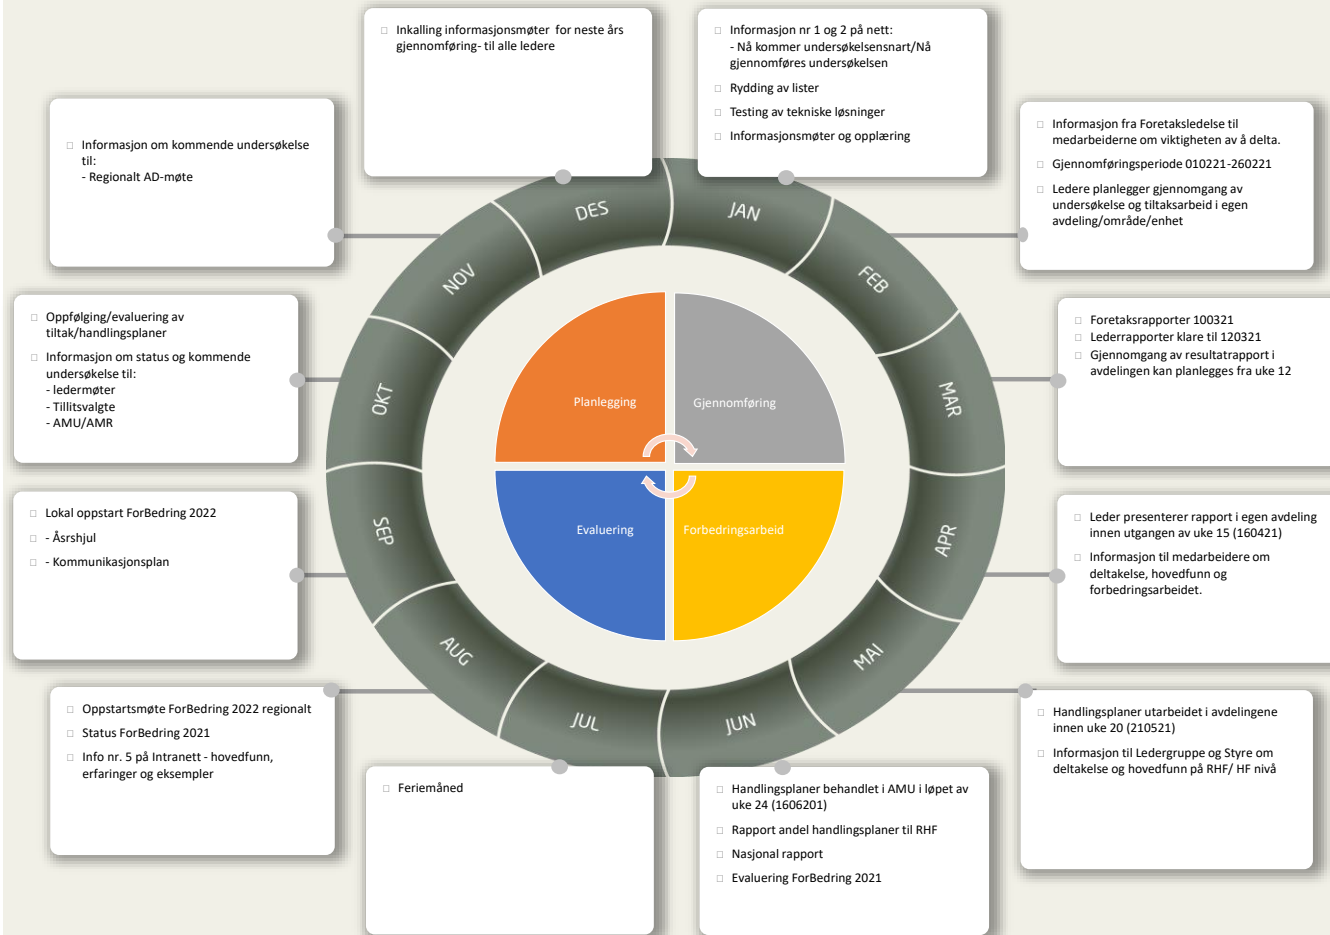 Inkalling informasjonsmøter for neste års
gjennomføring- til alle ledere
Informasjon nr 1 og 2 på nett:
- Nå kommer undersøkelsensnart/Nå
gjennomføres undersøkelsen
Rydding av lister
Testing av tekniske løsninger
Informasjonsmøter og opplæring
Informasjon om kommende undersøkelse
til:
- Regionalt AD-møte
Informasjon fra Foretaksledelse til
medarbeiderne om viktigheten av å delta.
Gjennomføringsperiode 010221-260221
Ledere planlegger gjennomgang av
undersøkelse og tiltaksarbeid i egen
avdeling/område/enhet
Oppfølging/evaluering av
tiltak/handlingsplaner
Informasjon om status og kommende
undersøkelse til:
- ledermøter
- Tillitsvalgte
- AMU/AMR
Foretaksrapporter 100321
Lederrapporter klare til 120321
Gjennomgang av resultatrapport i
avdelingen kan planlegges fra uke 12
Lokal oppstart ForBedring 2022
- Åsrshjul
- Kommunikasjonsplan
Leder presenterer rapport i egen avdeling
innen utgangen av uke 15 (160421)
Informasjon til medarbeidere om
deltakelse, hovedfunn og
forbedringsarbeidet.
Oppstartsmøte ForBedring 2022 regionalt
Status ForBedring 2021
Info nr. 5 på Intranett - hovedfunn,
erfaringer og eksempler
Handlingsplaner utarbeidet i avdelingene
innen uke 20 (210521)
Informasjon til Ledergruppe og Styre om
deltakelse og hovedfunn på RHF/ HF nivå
Feriemåned
Handlingsplaner behandlet i AMU i løpet av
uke 24 (1606201)
Rapport andel handlingsplaner til RHF
Nasjonal rapport
Evaluering ForBedring 2021
JAN
FEB
MAR
APR
MAI
JUN
JUL
AUG
SEP
OKT
NOV
DES
Planlegging
Gjennomføring
Evaluering
Forbedringsarbeid